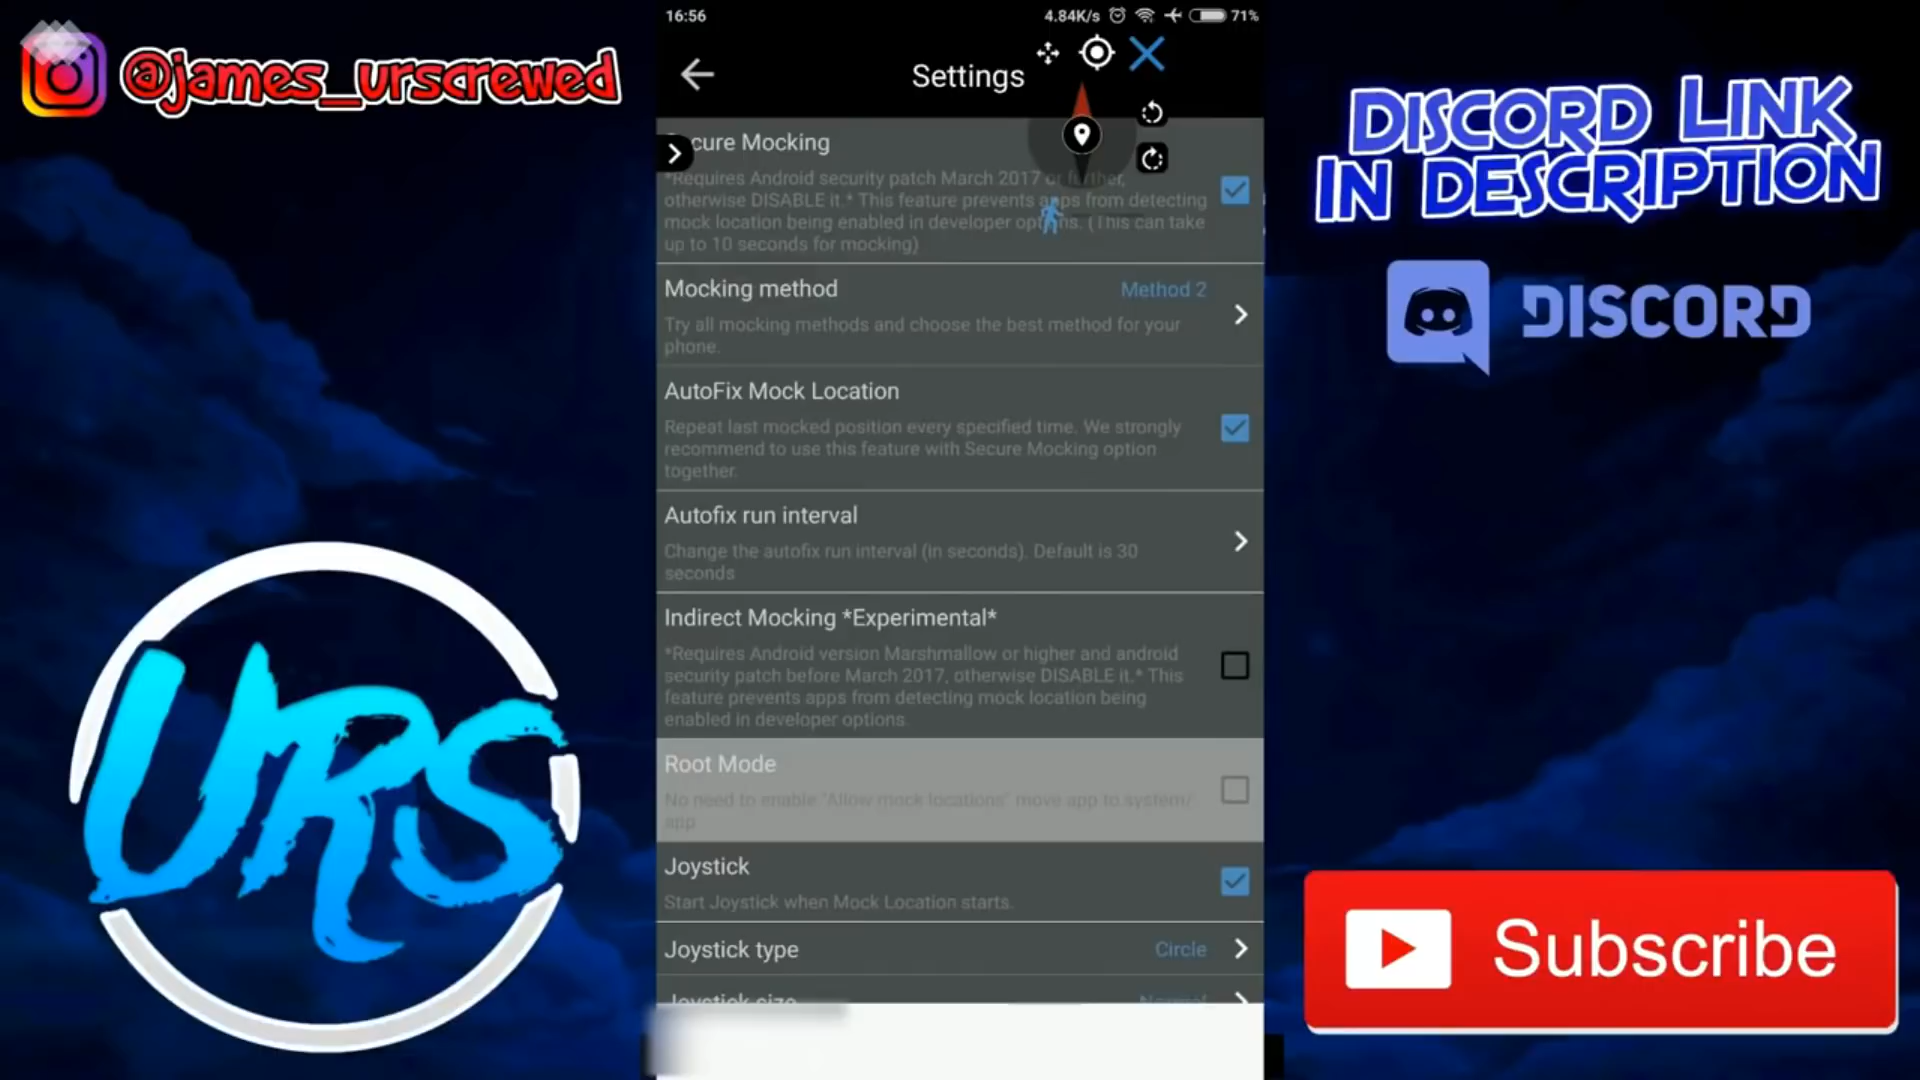 @james_urscrewed
16:56
4.84K/s
71%
Settings
cure Mocking
*Requires Android security patch March 2017 or further,
otherwise DISABLE it.* This feature prevents apps from detecting
mock location being enabled in developer options. (This can take
up to 10 seconds for mocking)
Mocking method
Method 2
Try all mocking methods and choose the best method for your
phone.
AutoFix Mock Location
Repeat last mocked position every specified time. We strongly
recommend to use this feature with Secure Mocking option
together.
Autofix run interval
Change the autofix run interval (in seconds). Default is 30
seconds
Indirect Mocking *Experimental*
*Requires Android version Marshmallow or higher and android
security patch before March 2017, otherwise DISABLE it.* This
feature prevents apps from detecting mock location being
enabled in developer options.
Root Mode
No need to enable "Allow mock locations" move app to system/
app
Joystick
Start Joystick when Mock Location starts.
Joystick type
Circle
Joystick size
Normal
URS
DISCORD LINK
IN DESCRIPTION
DISCORD
Subscribe